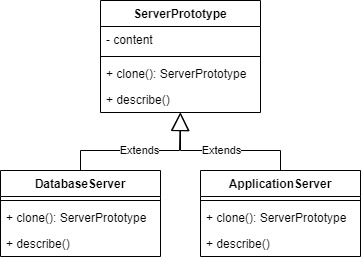 ServerPrototype
- content
+ clone(): ServerPrototype
+ describe()
Extends
Extends
DatabaseServer
+ clone(): ServerPrototype
+ describe()
ApplicationServer
+ clone(): ServerPrototype
+ describe()